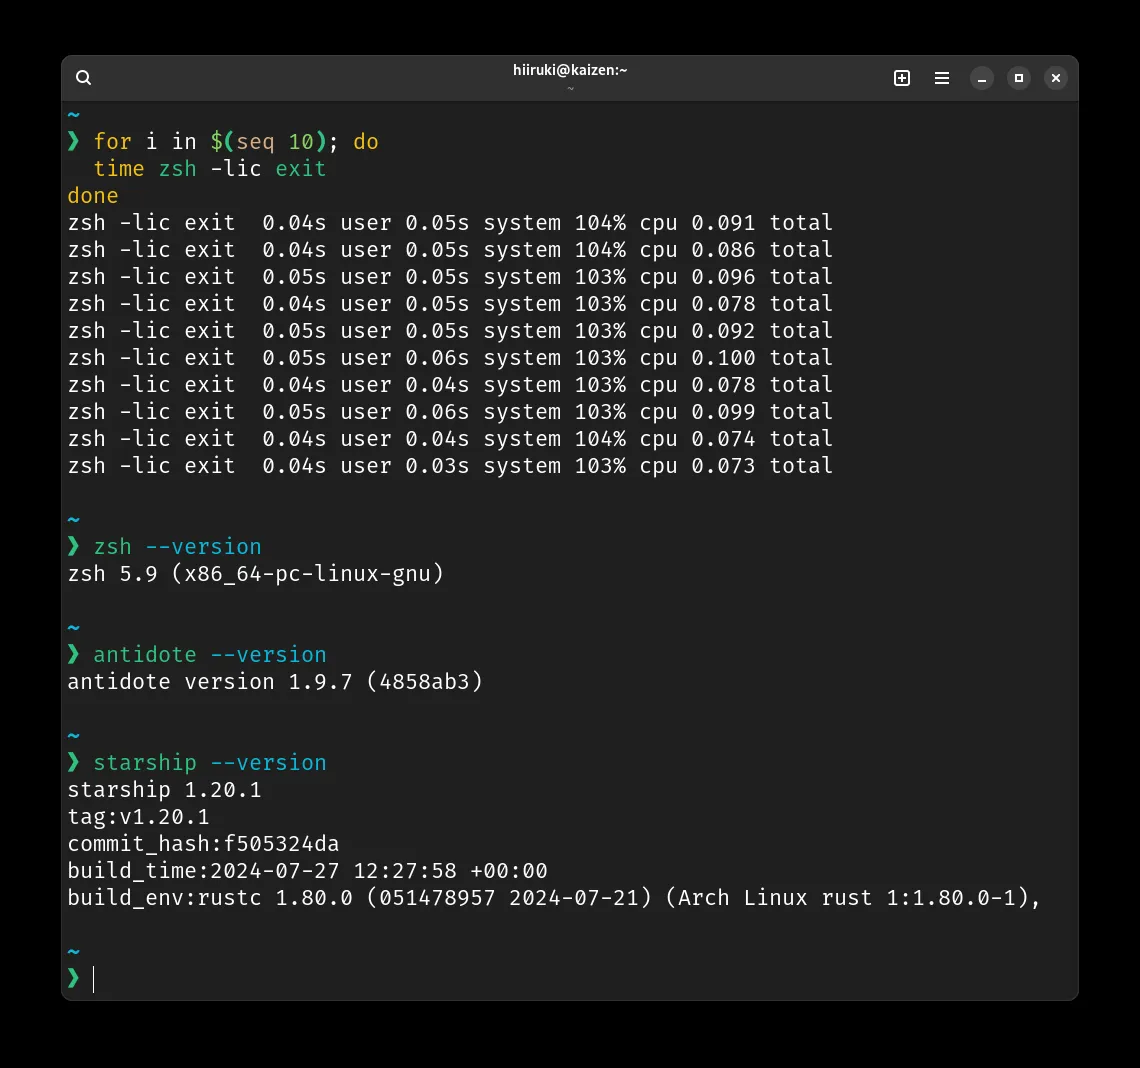 hiiruki@kaizen:~
~
~
❯ for i in $(seq 10); do
  time zsh -lic exit
done
zsh -lic exit  0.04s user 0.05s system 104% cpu 0.091 total
zsh -lic exit  0.04s user 0.05s system 104% cpu 0.086 total
zsh -lic exit  0.05s user 0.05s system 103% cpu 0.096 total
zsh -lic exit  0.04s user 0.05s system 103% cpu 0.078 total
zsh -lic exit  0.05s user 0.05s system 103% cpu 0.092 total
zsh -lic exit  0.05s user 0.06s system 103% cpu 0.100 total
zsh -lic exit  0.04s user 0.04s system 103% cpu 0.078 total
zsh -lic exit  0.05s user 0.06s system 103% cpu 0.099 total
zsh -lic exit  0.04s user 0.04s system 104% cpu 0.074 total
zsh -lic exit  0.04s user 0.03s system 103% cpu 0.073 total
~
❯ zsh --version
zsh 5.9 (x86_64-pc-linux-gnu)
~
❯ antidote --version
antidote version 1.9.7 (4858ab3)
~
❯ starship --version
starship 1.20.1
tag:v1.20.1
commit_hash:f505324da
build_time:2024-07-27 12:27:58 +00:00
build_env:rustc 1.80.0 (051478957 2024-07-21) (Arch Linux rust 1:1.80.0-1),
~
❯